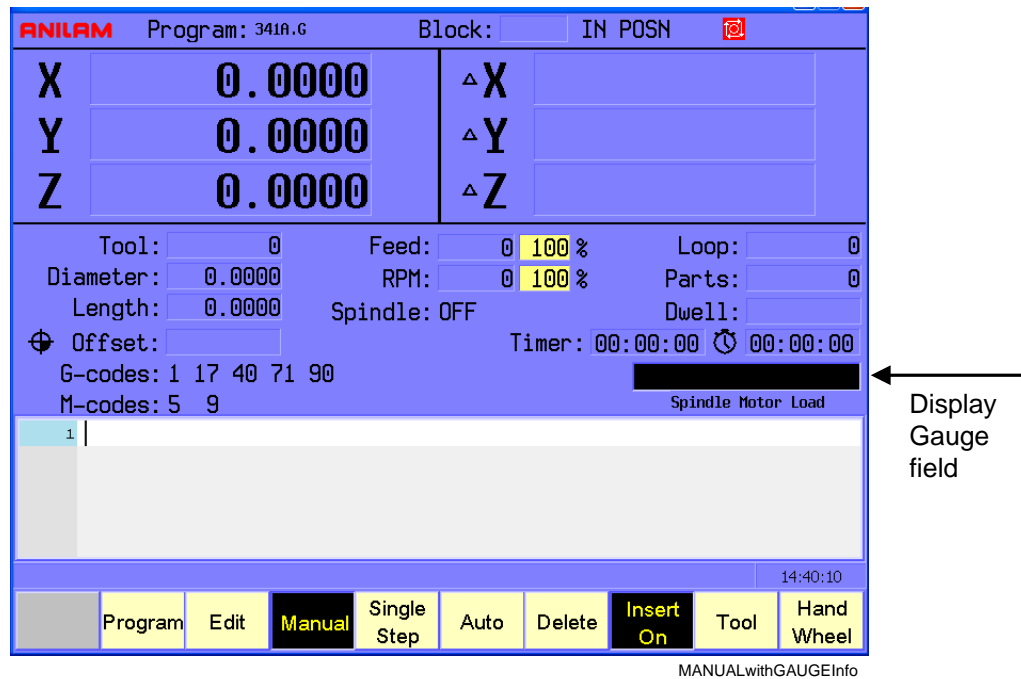 ANILAM Program: 341A.G Block: IN POSN
X 0.0000 △X
Y 0.0000 △Y
Z 0.0000 △Z
Tool: 0 Feed: 0 100 % Loop: 0
Diameter: 0.0000 RPM: 0 100 % Parts: 0
Length: 0.0000 Spindle: OFF Dwell:
Offset: Timer: 00:00:00 00:00:00
G-codes: 1 17 40 71 90
M-codes: 5 9 Spindle Motor Load
Display
Gauge
field
1
14:40:10
Program Edit Manual Single Step Auto Delete Insert On Tool Hand Wheel
MANUALwithGAUGEInfo